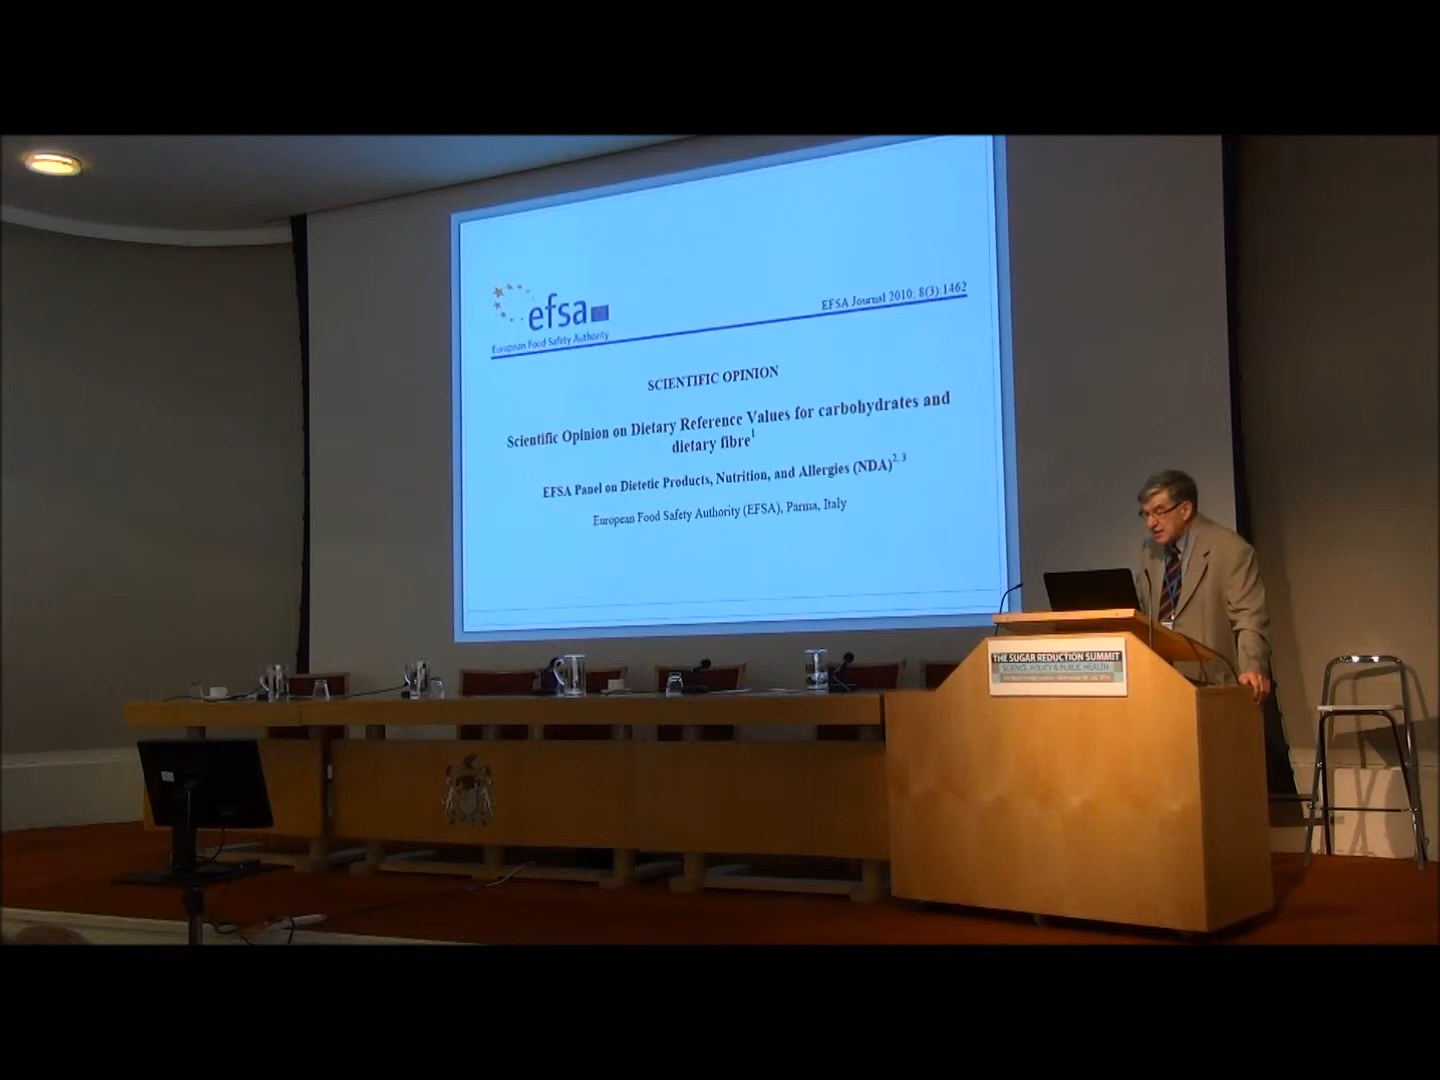 efsa
European Food Safety Authority
EFSA Journal 2010; 8(3):1462
SCIENTIFIC OPINION
Scientific Opinion on Dietary Reference Values for carbohydrates and
dietary fibre1
EFSA Panel on Dietetic Products, Nutrition, and Allergies (NDA)2, 3
European Food Safety Authority (EFSA), Parma, Italy
THE SUGAR REDUCTION SUMMIT
SCIENCE, POLICY & PUBLIC HEALTH